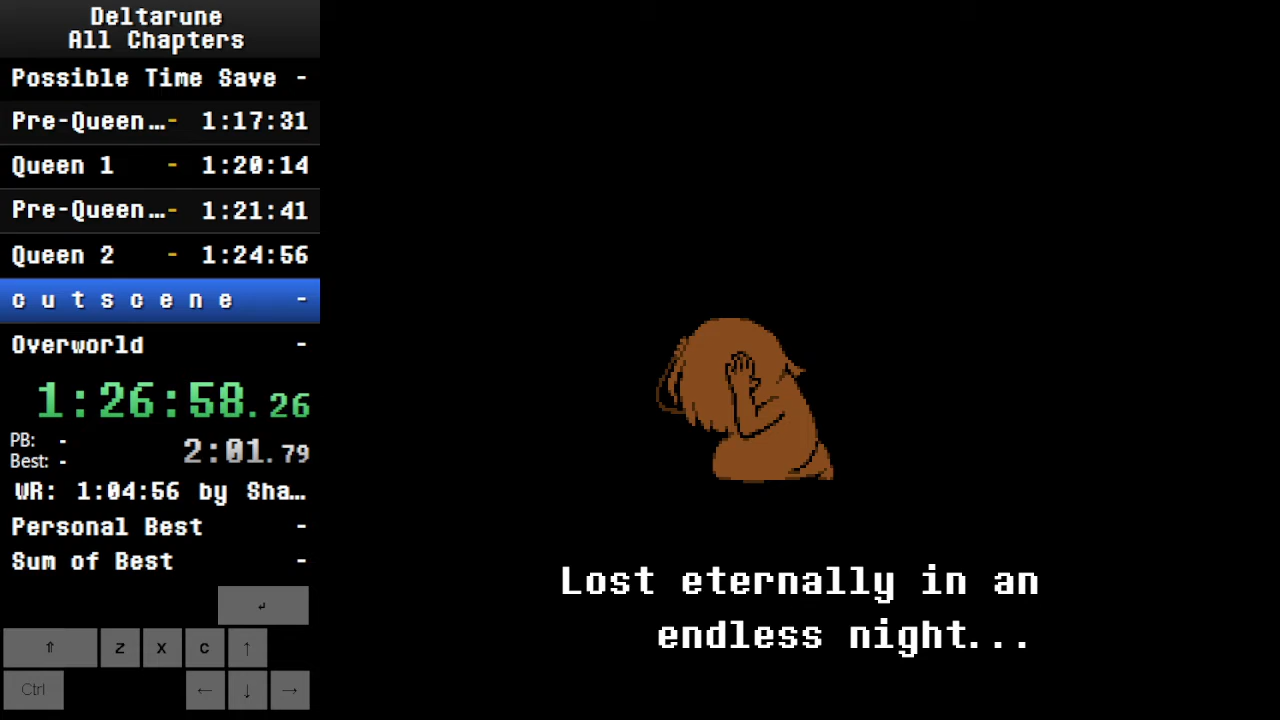 Deltarune
All Chapters
Possible Time Save -
Pre-Queen…- 1:17:31
Queen 1 - 1:20:14
Pre-Queen…- 1:21:41
Queen 2 - 1:24:56
c u t s c e n e -
Overworld -
1:26:58.26
PB: -
Best: -
2:01.79
WR: 1:04:56 by Sha…
Personal Best -
Sum of Best -
↵
⇑ z x c ↑
Ctrl ← ↓ →
Lost eternally in an
endless night...